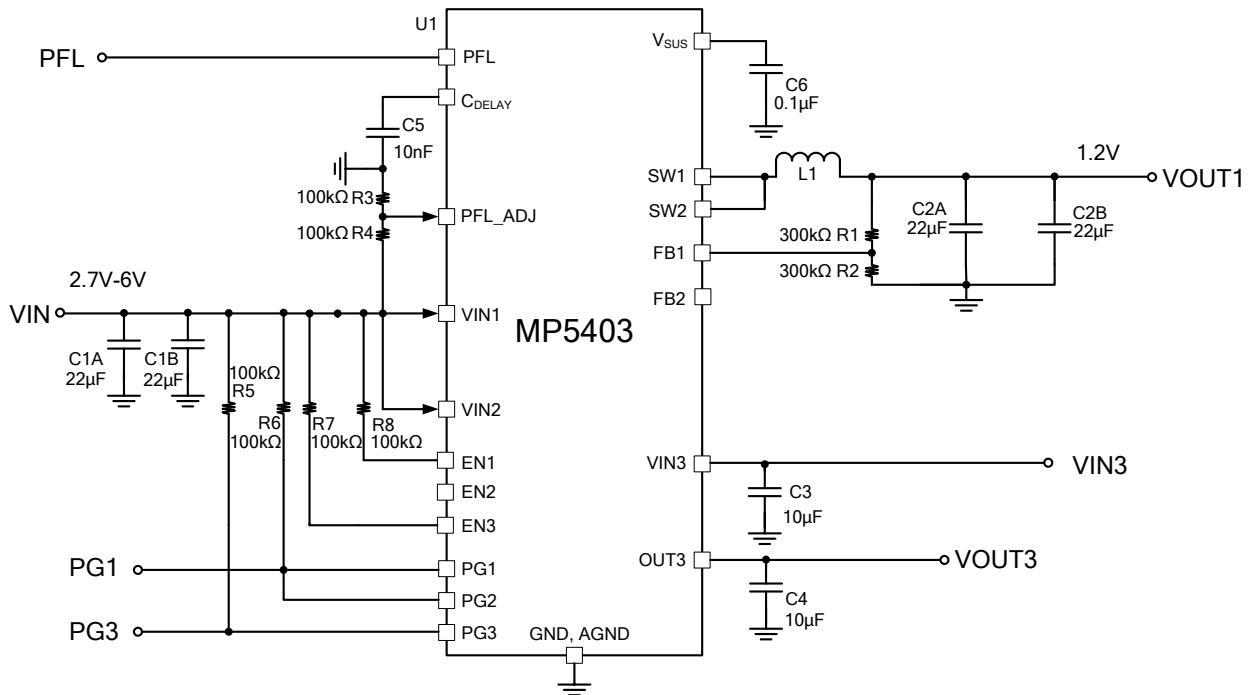 U1
PFL
PFL
VSUS
C6
0.1µF
CDELAY
C5
10nF
1.2V
SW1
L1
VOUT1
100kΩ R3
SW2
PFL_ADJ
C2A
22µF
C2B
22µF
100kΩ R4
300kΩ R1
FB1
300kΩ R2
2.7V-6V
FB2
VIN
VIN1
MP5403
C1A
22µF
C1B
22µF
100kΩ
R5
VIN2
R6
100kΩ
R7
100kΩ
R8
100kΩ
EN1
VIN3
VIN3
EN2
C3
10µF
EN3
OUT3
VOUT3
PG1
PG1
C4
10µF
PG2
PG3
PG3
GND, AGND